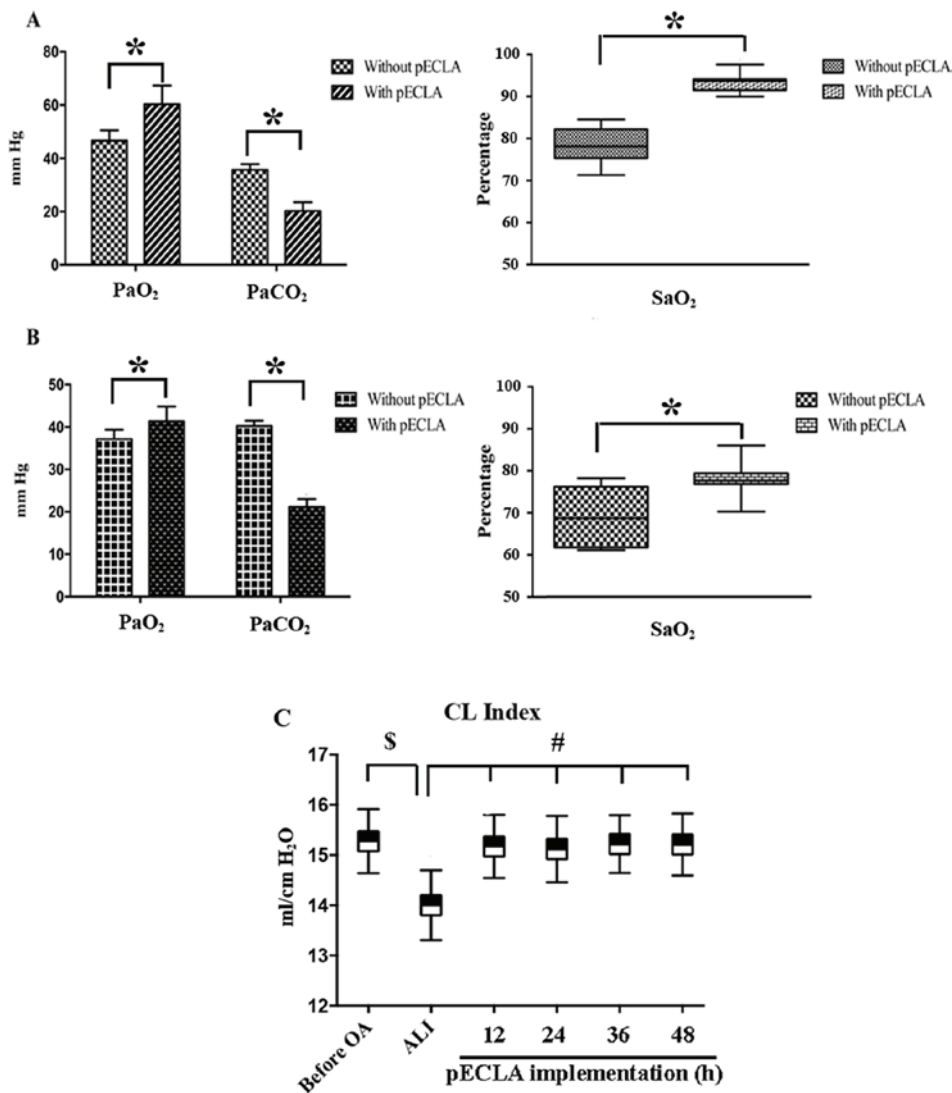 A
*
*
80
60
40
20
0
mm Hg
PaO₂
PaCO₂
Without pECLA
With pECLA
*
100
90
80
70
60
50
Percentage
SaO₂
Without pECLA
With pECLA
B
*
*
50
40
30
20
10
0
mm Hg
PaO₂
PaCO₂
Without pECLA
With pECLA
*
100
90
80
70
60
50
Percentage
SaO₂
Without pECLA
With pECLA
C
CL Index
$
#
17
16
15
14
13
12
ml/cm H₂O
Before OA
ALI
12
24
36
48
pECLA implementation (h)